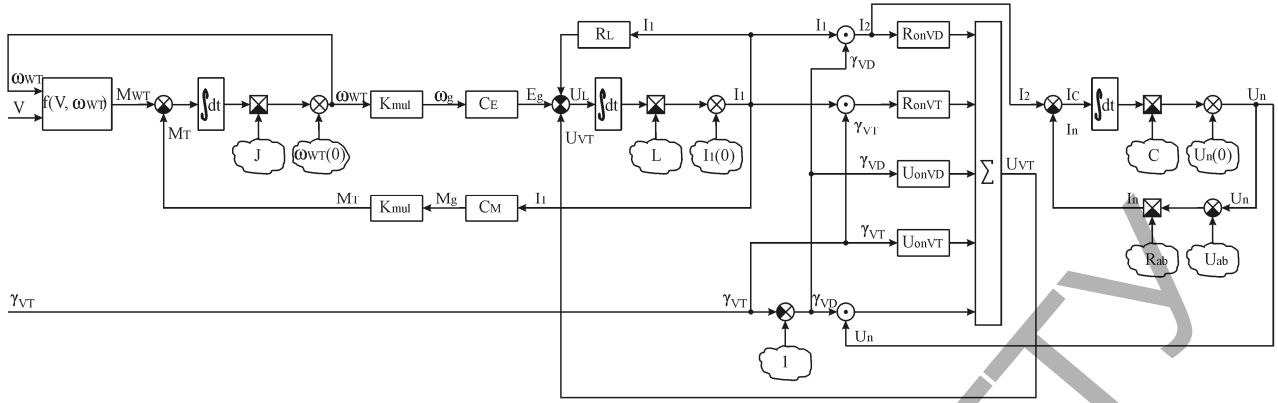 ωWT
V
f(V, ωWT)
MWT
MT
∫dt
J
ωWT(0)
ωWT
Kmul
ωg
CE
Eg
UL
UVT
∫dt
L
I1(0)
I1
RL
I1
MT
Kmul
Mg
CM
I1
I1
I2
γVD
RonVD
γVT
RonVT
γVD
UonVD
γVT
UonVT
Σ
UVT
γVT
γVT
γVD
1
Un
I2
IC
In
∫dt
C
Un(0)
Un
In
Un
Rab
Uab
ТУ